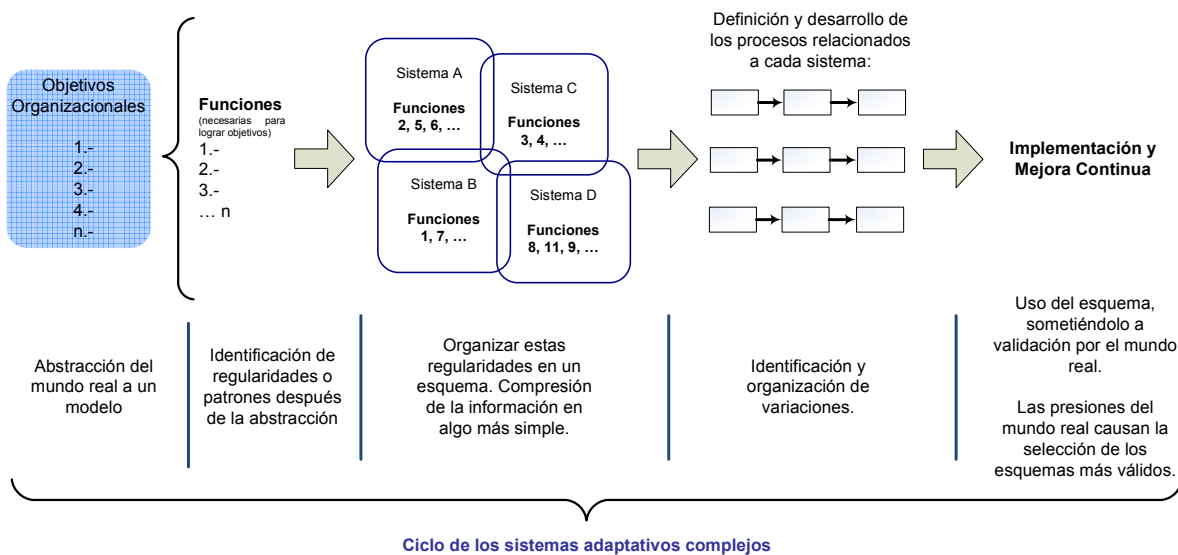 Objetivos
Organizacionales
1.-
2.-
3.-
4.-
n.-
Funciones
(necesarias para
lograr objetivos)
1.-
2.-
3.-
... n
Sistema A
Funciones
2, 5, 6, ...
Sistema C
Funciones
3, 4, ...
Sistema B
Funciones
1, 7, ...
Sistema D
Funciones
8, 11, 9, ...
Definición y desarrollo de
los procesos relacionados
a cada sistema:
Implementación y
Mejora Continua
Abstracción del
mundo real a un
modelo
Identificación de
regularidades o
patrones después
de la abstracción
Organizar estas
regularidades en un
esquema. Compresión
de la información en
algo más simple.
Identificación y
organización de
variaciones.
Uso del esquema,
sometiéndolo a
validación por el mundo
real.
Las presiones del
mundo real causan la
selección de los
esquemas más válidos.
Ciclo de los sistemas adaptativos complejos